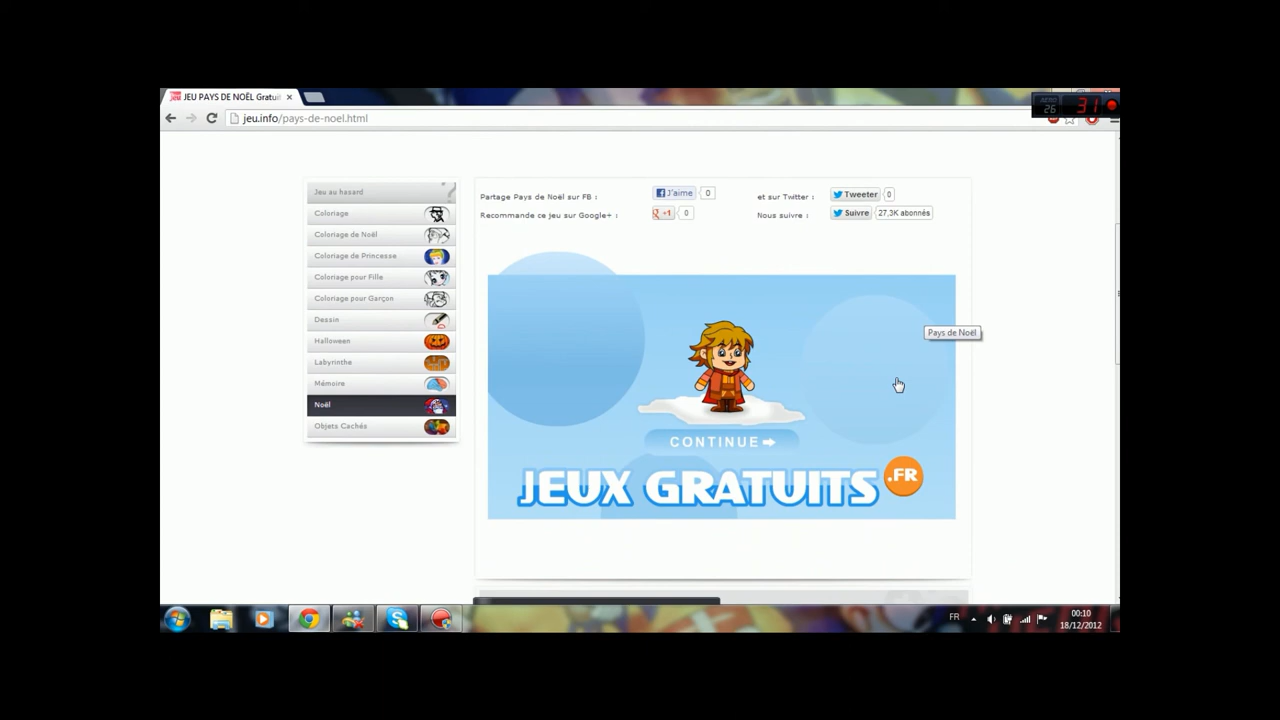 JEU PAYS DE NOËL Gratui
jeu.info/pays-de-noel.html
AERO
26
31
Jeu au hasard
Coloriage
Coloriage de Noël
Coloriage de Princesse
Coloriage pour Fille
Coloriage pour Garçon
Dessin
Halloween
Labyrinthe
Mémoire
Noël
Objets Cachés
Partage Pays de Noël sur FB :
J'aime
0
et sur Twitter :
Tweeter
0
Recommande ce jeu sur Google+ :
+1
0
Nous suivre :
Suivre
27,3K abonnés
Pays de Noël
CONTINUE
JEUX GRATUITS .FR
FR
00:10
18/12/2012